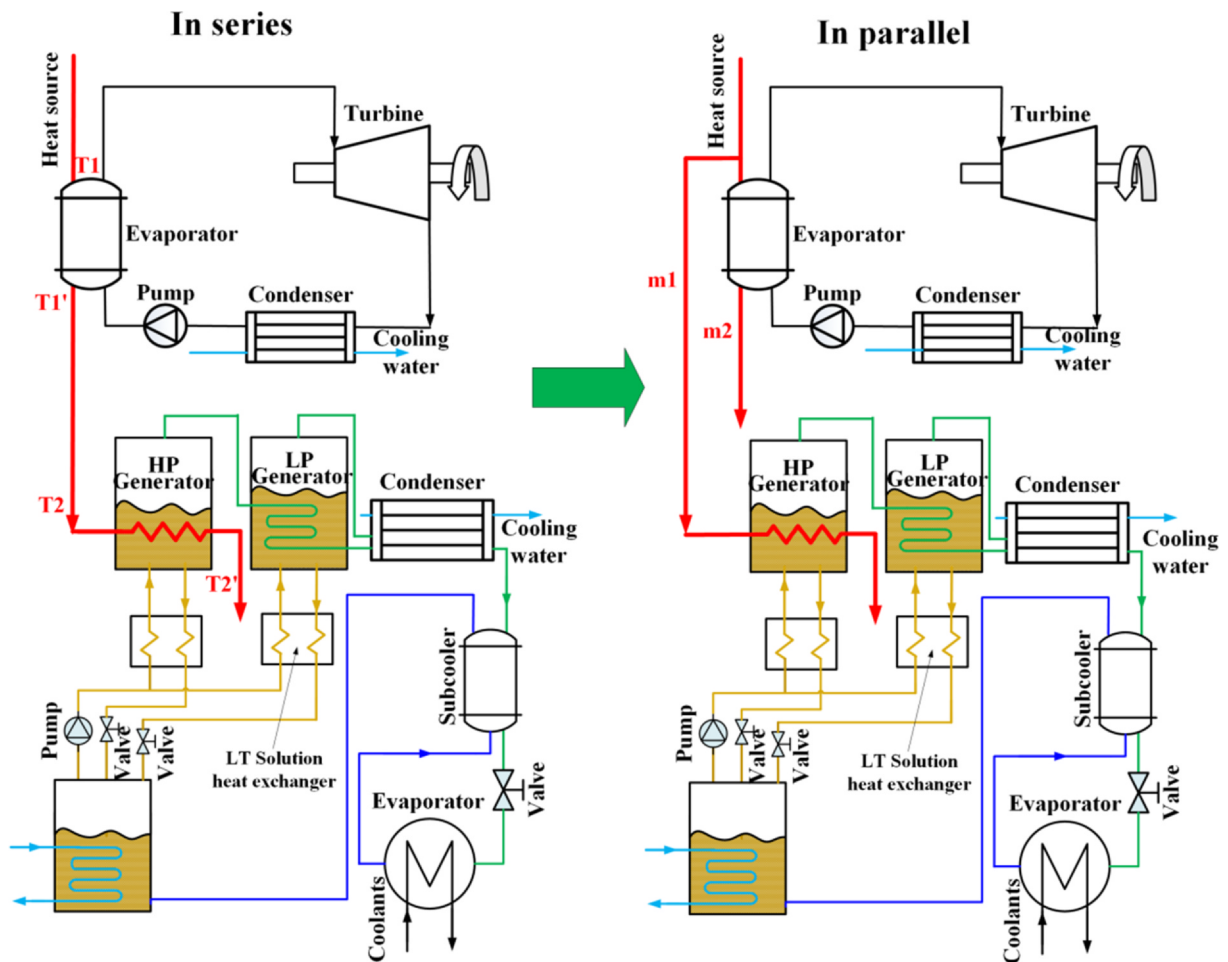 In series
Heat source
T1
Turbine
Evaporator
T1'
Pump
Condenser
Cooling
water
HP
Generator
LP
Generator
Condenser
T2
Cooling
water
T2'
Subcooler
Pump
Valve
Valve
LT Solution
heat exchanger
Valve
Evaporator
Coolants
In parallel
Heat source
Turbine
Evaporator
m1
Pump
Condenser
m2
Cooling
water
HP
Generator
LP
Generator
Condenser
Cooling
water
Subcooler
Pump
Valve
Valve
LT Solution
heat exchanger
Valve
Evaporator
Coolants